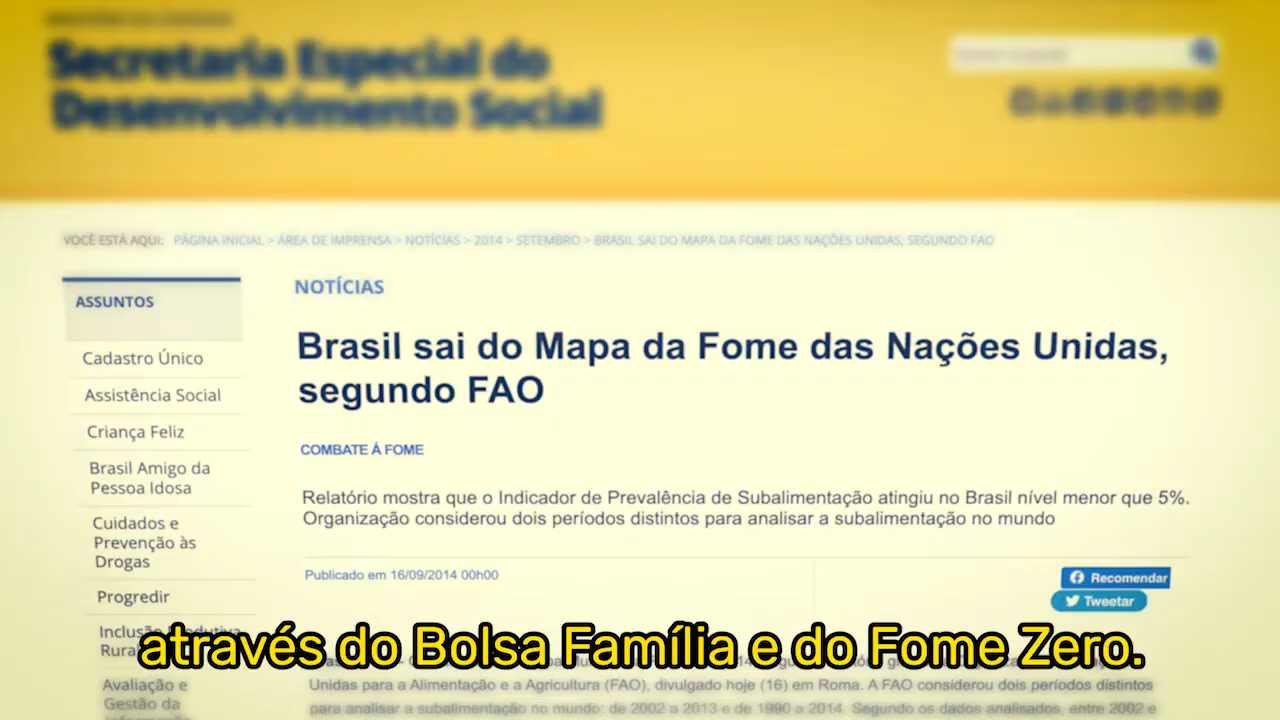 Secretaria Especial do
Desenvolvimento Social
VOCÊ ESTÁ AQUI: PÁGINA INICIAL > ÁREA DE IMPRENSA > NOTÍCIAS > 2014 > SETEMBRO > BRASIL SAI DO MAPA DA FOME DAS NAÇÕES UNIDAS, SEGUNDO FAO
ASSUNTOS
Cadastro Único
Assistência Social
Criança Feliz
Brasil Amigo da
Pessoa Idosa
Cuidados e
Prevenção às
Drogas
Progredir
Inclusão Produtiva
Avaliação e
Gestão da
NOTÍCIAS
Brasil sai do Mapa da Fome das Nações Unidas,
segundo FAO
COMBATE Á FOME
Relatório mostra que o Indicador de Prevalência de Subalimentação atingiu no Brasil nível menor que 5%.
Organização considerou dois períodos distintos para analisar a subalimentação no mundo
Publicado em 16/09/2014 00h00
Recomendar
Tweetar
Unidas para a Alimentação e a Agricultura (FAO), divulgado hoje (16) em Roma. A FAO considerou dois períodos distintos
para analisar a subalimentação no mundo: de 2002 a 2013 e de 1990 a 2014. Segundo os dados analisados, entre 2002 e
através do Bolsa Família e do Fome Zero.